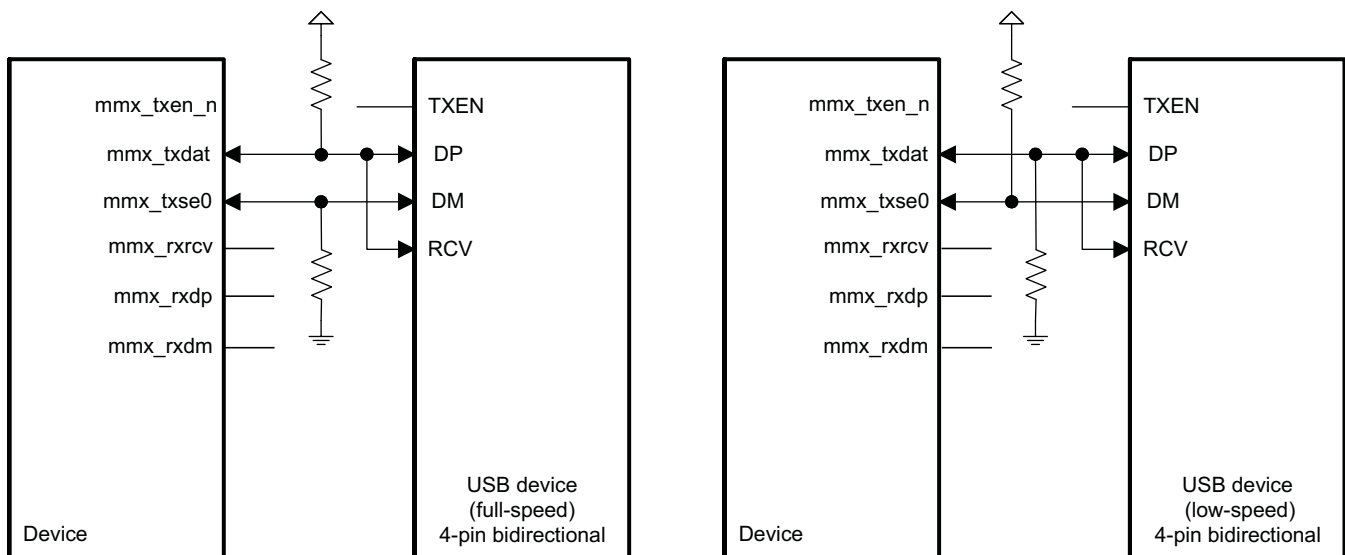 mmx_txen_n
mmx_txdat
mmx_txse0
mmx_rxrcv
mmx_rxdp
mmx_rxdm
Device
TXEN
DP
DM
RCV
USB device
(full-speed)
4-pin bidirectional
mmx_txen_n
mmx_txdat
mmx_txse0
mmx_rxrcv
mmx_rxdp
mmx_rxdm
Device
TXEN
DP
DM
RCV
USB device
(low-speed)
4-pin bidirectional